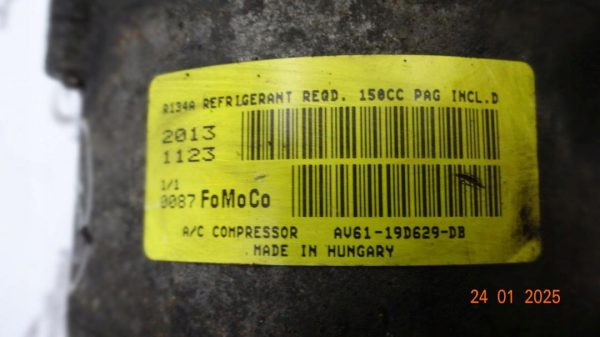 R134A REFRIGERANT REQD. 150CC PAG INCL.D
2013
1123
1/1
0087 FoMoCo
A/C COMPRESSOR AV61-19D629-DB
MADE IN HUNGARY
24 01 2025